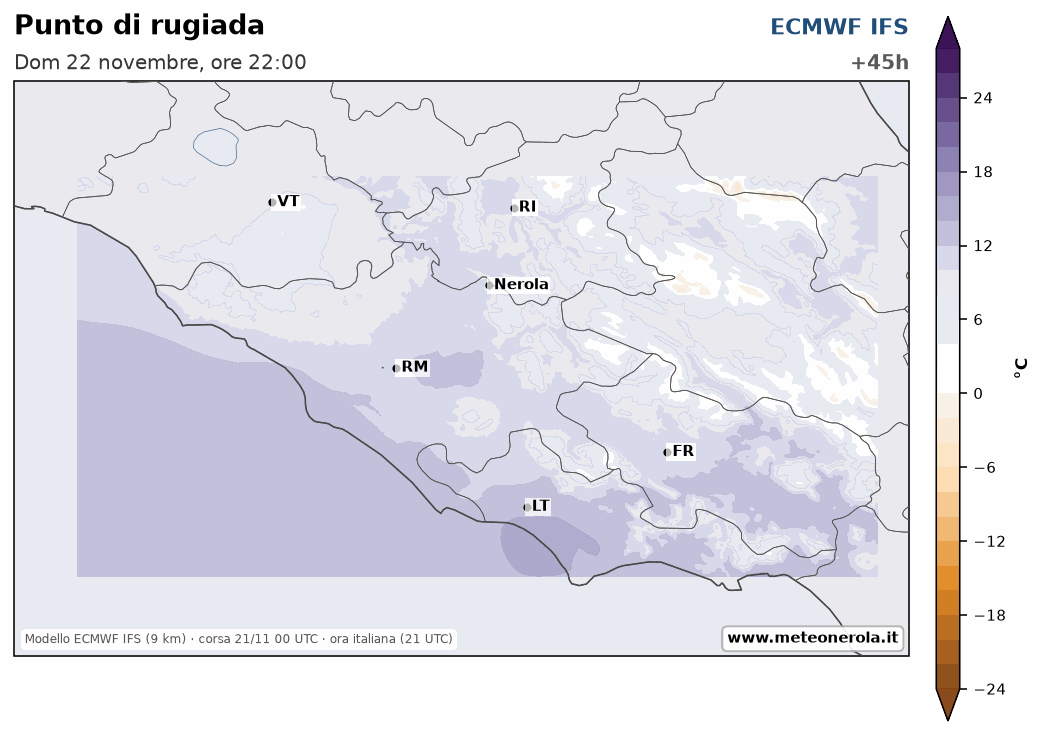 Punto di rugiada
ECMWF IFS
Dom 22 novembre, ore 22:00
+45h
VT
RI
Nerola
RM
FR
LT
24
18
12
6
0
−6
−12
−18
−24
°C
Modello ECMWF IFS (9 km) · corsa 21/11 00 UTC · ora italiana (21 UTC)
www.meteonerola.it